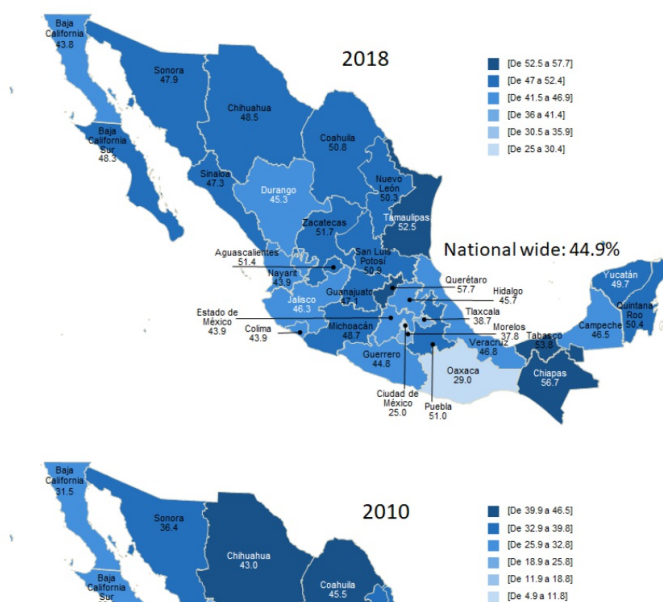 Baja
California
43.8
2018
[De 52.5 a 57.7]
[De 47 a 52.4]
[De 41.5 a 46.9]
[De 36 a 41.4]
[De 30.5 a 35.9]
[De 25 a 30.4]
Sonora
47.9
Chihuahua
48.5
Coahuila
50.8
Baja
California
Sur
48.3
Sinaloa
47.3
Durango
45.3
Nuevo
León
50.3
Tamaulipas
52.5
Zacatecas
51.7
San Luis
Potosí
50.9
National wide: 44.9%
Aguascalientes
51.4
Nayarit
43.9
Querétaro
57.7
Hidalgo
45.7
Yucatán
49.7
Jalisco
46.3
Guanajuato
47.1
Tlaxcala
38.7
Quintana
Roo
50.4
Estado de
México
43.9
Colima
43.9
Michoacán
48.7
Morelos
37.8
Veracruz
46.8
Tabasco
53.8
Campeche
46.5
Guerrero
44.8
Oaxaca
29.0
Chiapas
56.7
Ciudad de
México
25.0
Puebla
51.0
Baja
California
31.5
2010
[De 39.9 a 46.5]
[De 32.9 a 39.8]
[De 25.9 a 32.8]
[De 18.9 a 25.8]
[De 11.9 a 18.8]
[De 4.9 a 11.8]
Sonora
36.4
Chihuahua
43.0
Coahuila
45.5
Baja
California
Sur